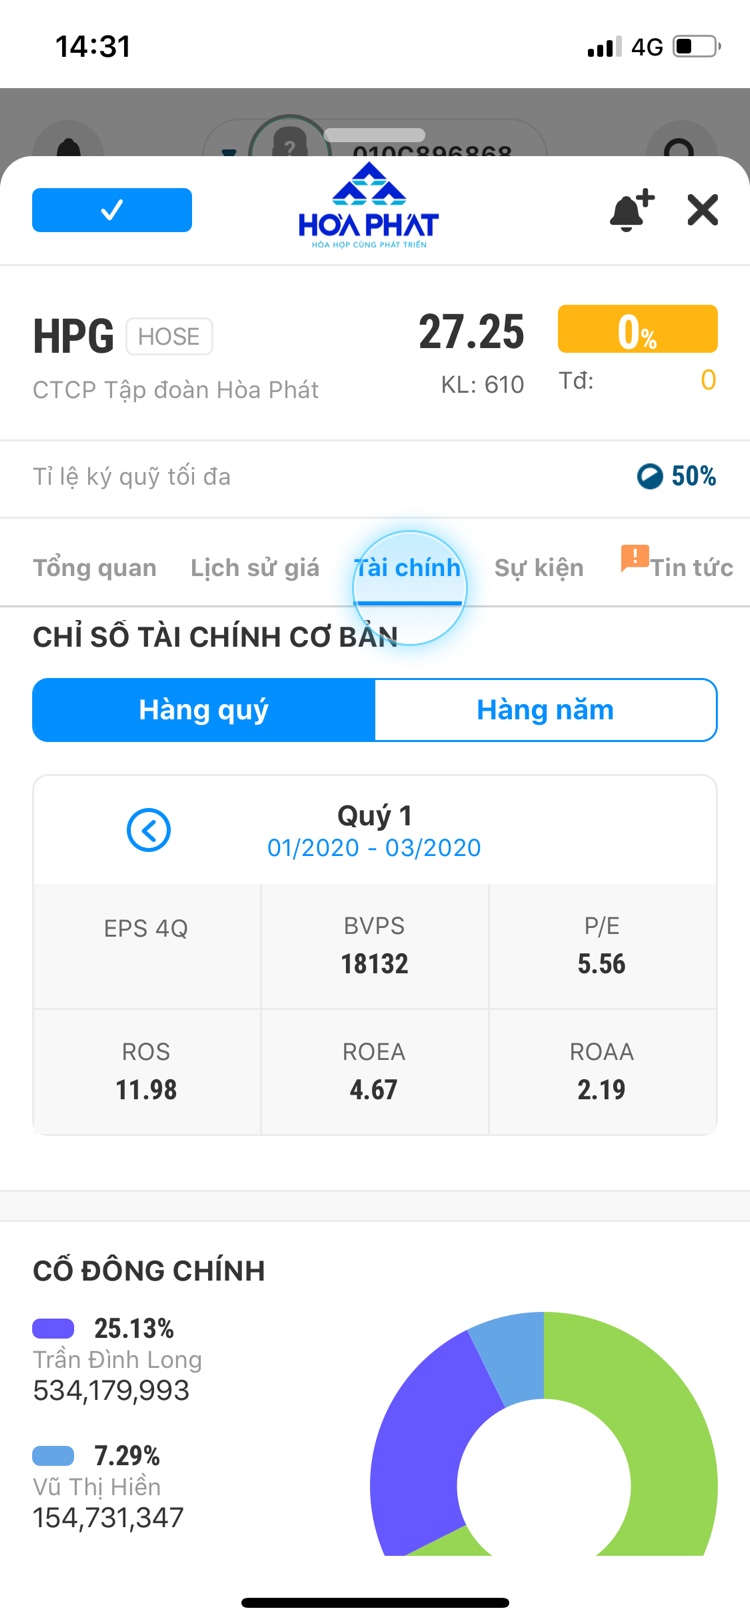 14:31
4G
?
010C896868
HÒA PHÁT
HÒA HỢP CÙNG PHÁT TRIỂN
HPG
HOSE
27.25
0%
CTCP Tập đoàn Hòa Phát
KL: 610
Tđ:
0
Tỉ lệ ký quỹ tối đa
50%
Tổng quan
Lịch sử giá
Tài chính
Sự kiện
!
Tin tức
CHỈ SỐ TÀI CHÍNH CƠ BẢN
Hàng quý
Hàng năm
Quý 1
01/2020 - 03/2020
EPS 4Q
BVPS
18132
P/E
5.56
ROS
11.98
ROEA
4.67
ROAA
2.19
CỔ ĐÔNG CHÍNH
25.13%
Trần Đình Long
534,179,993
7.29%
Vũ Thị Hiền
154,731,347